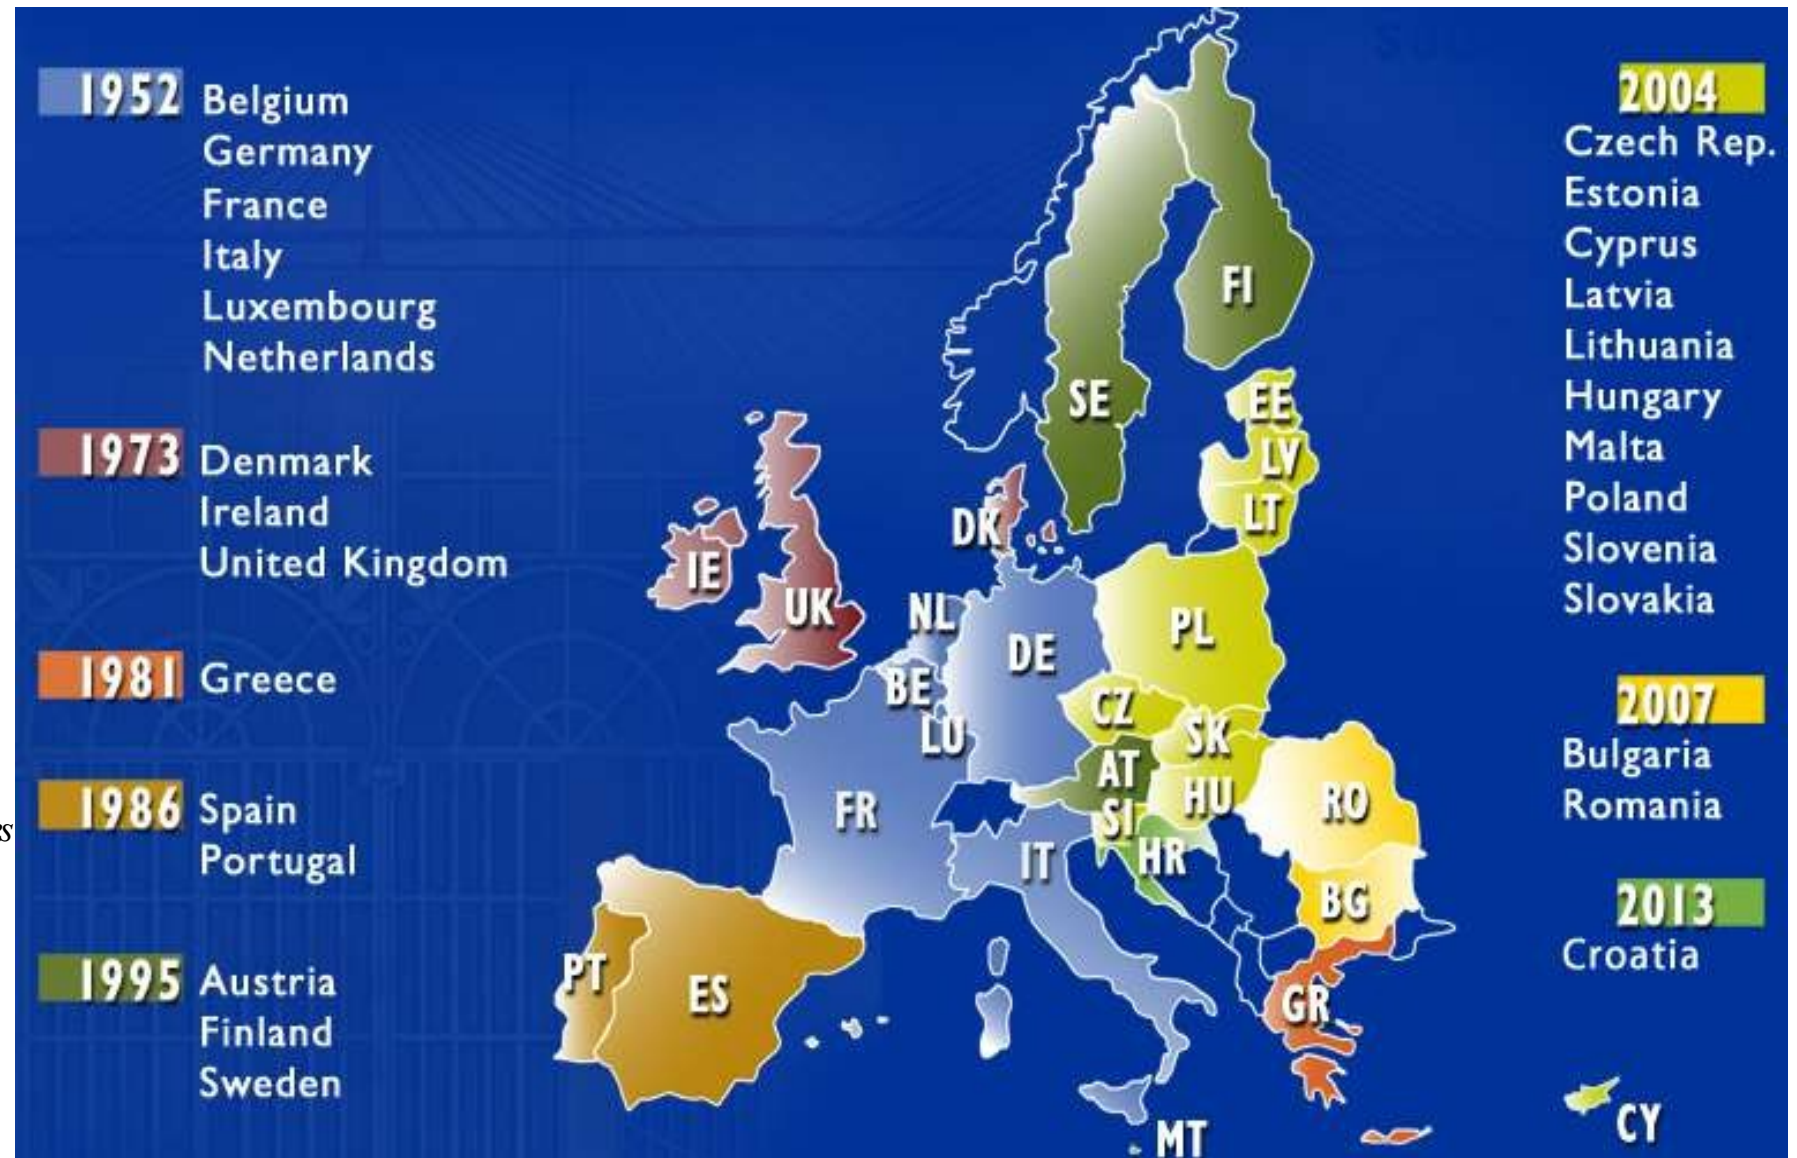 1952 Belgium
Germany
France
Italy
Luxembourg
Netherlands
1973 Denmark
Ireland
United Kingdom
1981 Greece
1986 Spain
Portugal
1995 Austria
Finland
Sweden
es
FI
SE
EE
LV
LT
DK
IE
UK
NL
DE
PL
BE
LU
CZ
SK
AT
HU
FR
SI
RO
IT
HR
BG
PT
ES
GR
MT
CY
2004
Czech Rep.
Estonia
Cyprus
Latvia
Lithuania
Hungary
Malta
Poland
Slovenia
Slovakia
2007
Bulgaria
Romania
2013
Croatia